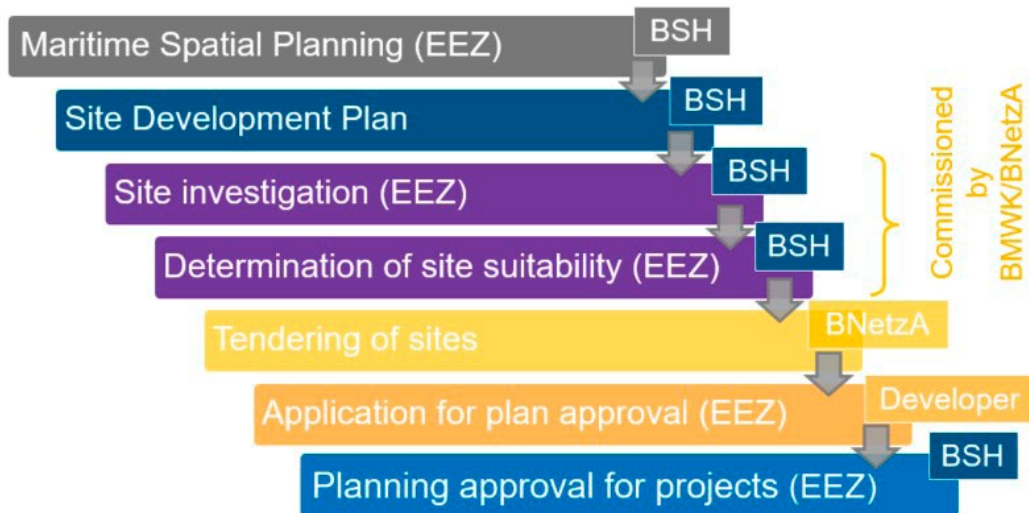 Maritime Spatial Planning (EEZ)
BSH
Site Development Plan
BSH
Site investigation (EEZ)
BSH
Determination of site suitability (EEZ)
BSH
Commissioned
by
BMWK/BNetzA
Tendering of sites
BNetzA
Application for plan approval (EEZ)
Developer
Planning approval for projects (EEZ)
BSH